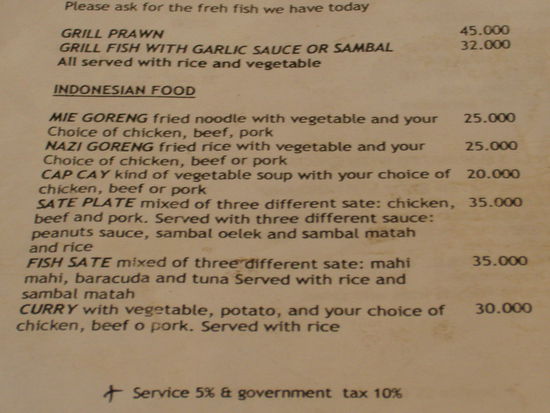 Please ask for the freh fish we have today
GRILL PRAWN 45.000
GRILL FISH WITH GARLIC SAUCE OR SAMBAL 32.000
All served with rice and vegetable
INDONESIAN FOOD
MIE GORENG fried noodle with vegetable and your 25.000
Choice of chicken, beef, pork
NAZI GORENG fried rice with vegetable and your 25.000
Choice of chicken, beef or pork
CAP CAY kind of vegetable soup with your choice of 20.000
chicken, beef or pork
SATE PLATE mixed of three different sate: chicken, 35.000
beef and pork. Served with three different sauce:
peanuts sauce, sambal oelek and sambal matah
and rice
FISH SATE mixed of three different sate: mahi 35.000
mahi, baracuda and tuna Served with rice and
sambal matah
CURRY with vegetable, potato, and your choice of 30.000
chicken, beef o pork. Served with rice
+ Service 5% & government tax 10%